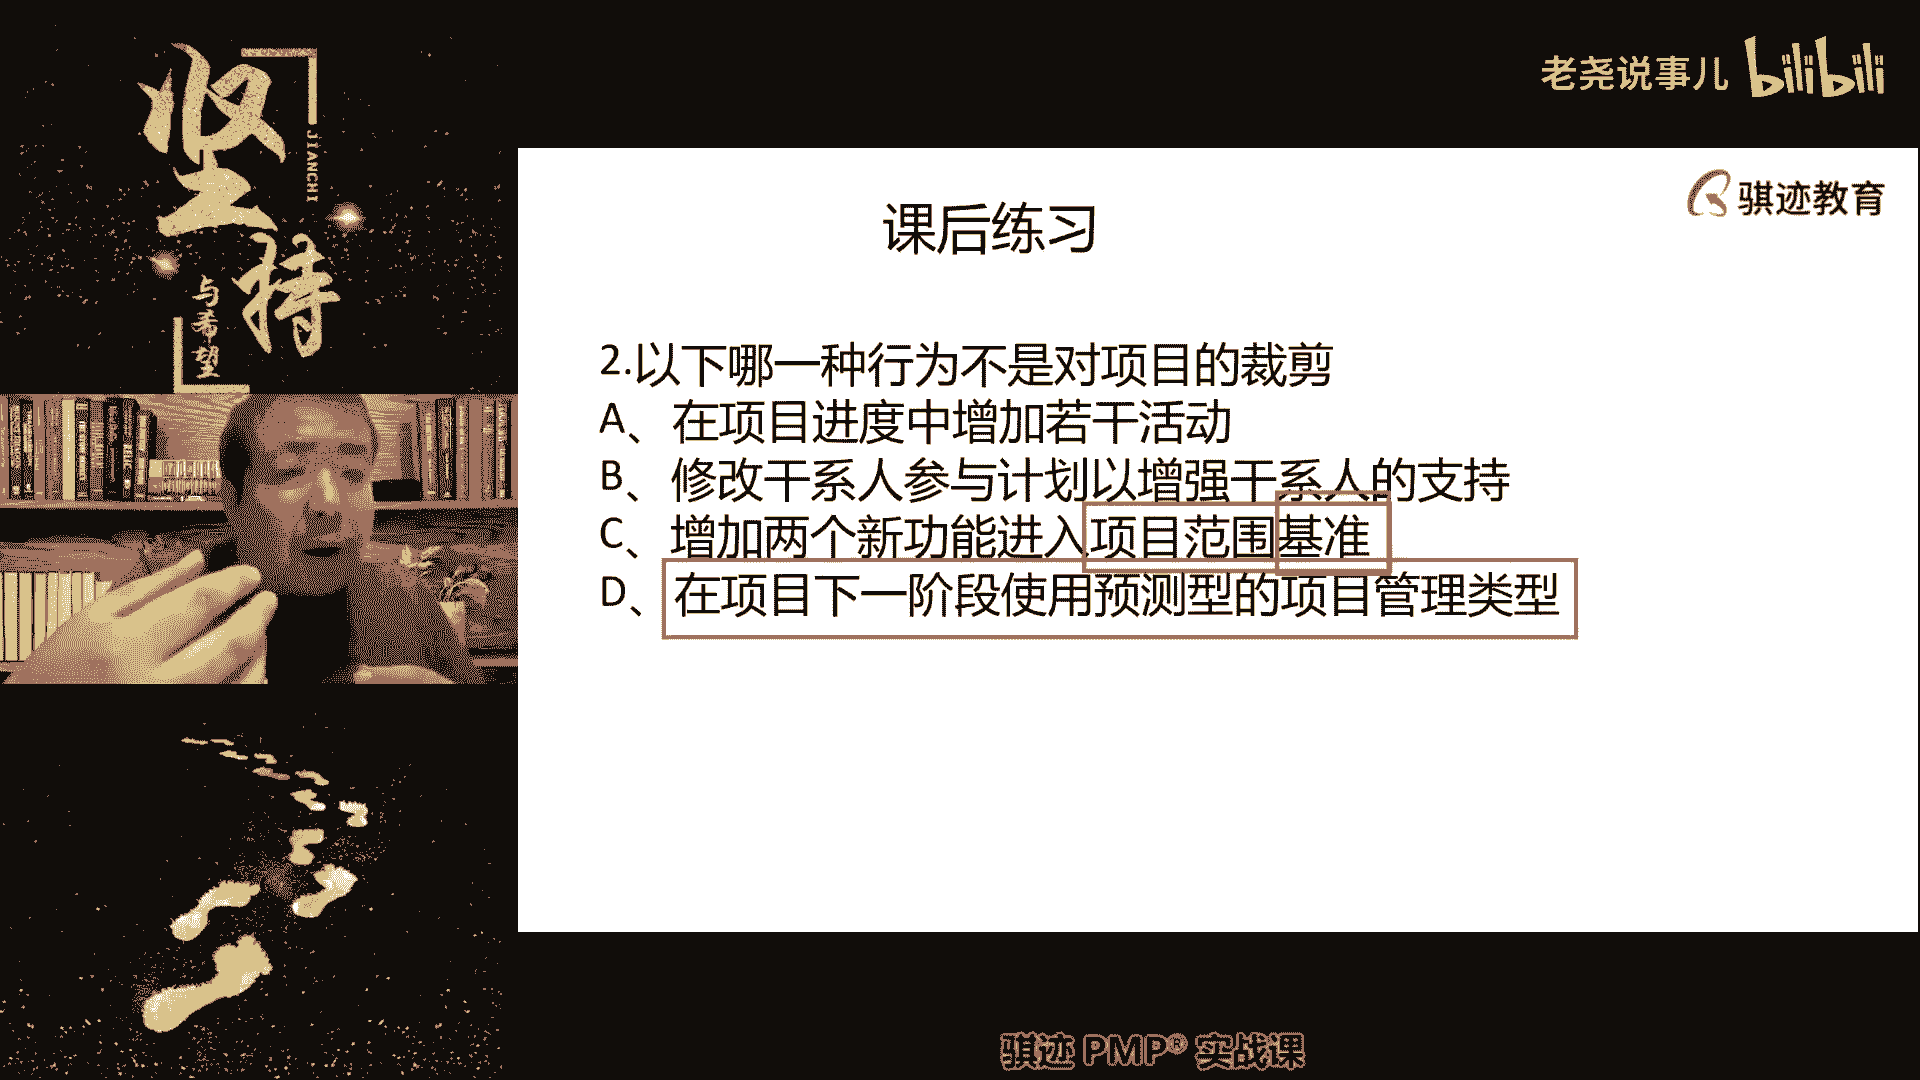 坚持
JIANCHI
与希望
老尧说事儿 bilibili
骐迹教育
课后练习
2.以下哪一种行为不是对项目的裁剪
A、在项目进度中增加若干活动
B、修改干系人参与计划以增强干系人的支持
C、增加两个新功能进入项目范围基准
D、在项目下一阶段使用预测型的项目管理类型
骐迹 PMP® 实战课